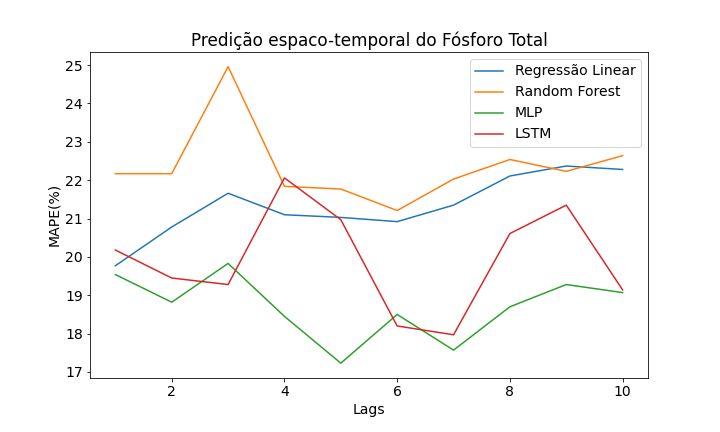 Predição espaco-temporal do Fósforo Total
MAPE(%)
25
24
23
22
21
20
19
18
17
Regressão Linear
Random Forest
MLP
LSTM
2 4 6 8 10
Lags